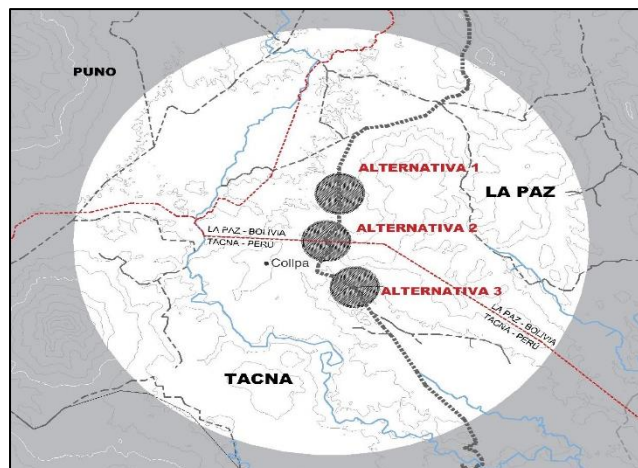 PUNO
ALTERNATIVA 1
LA PAZ
LA PAZ - BOLIVIA
TACNA - PERÚ
ALTERNATIVA 2
Collpa
ALTERNATIVA 3
LA PAZ - BOLIVIA
TACNA - PERÚ
TACNA